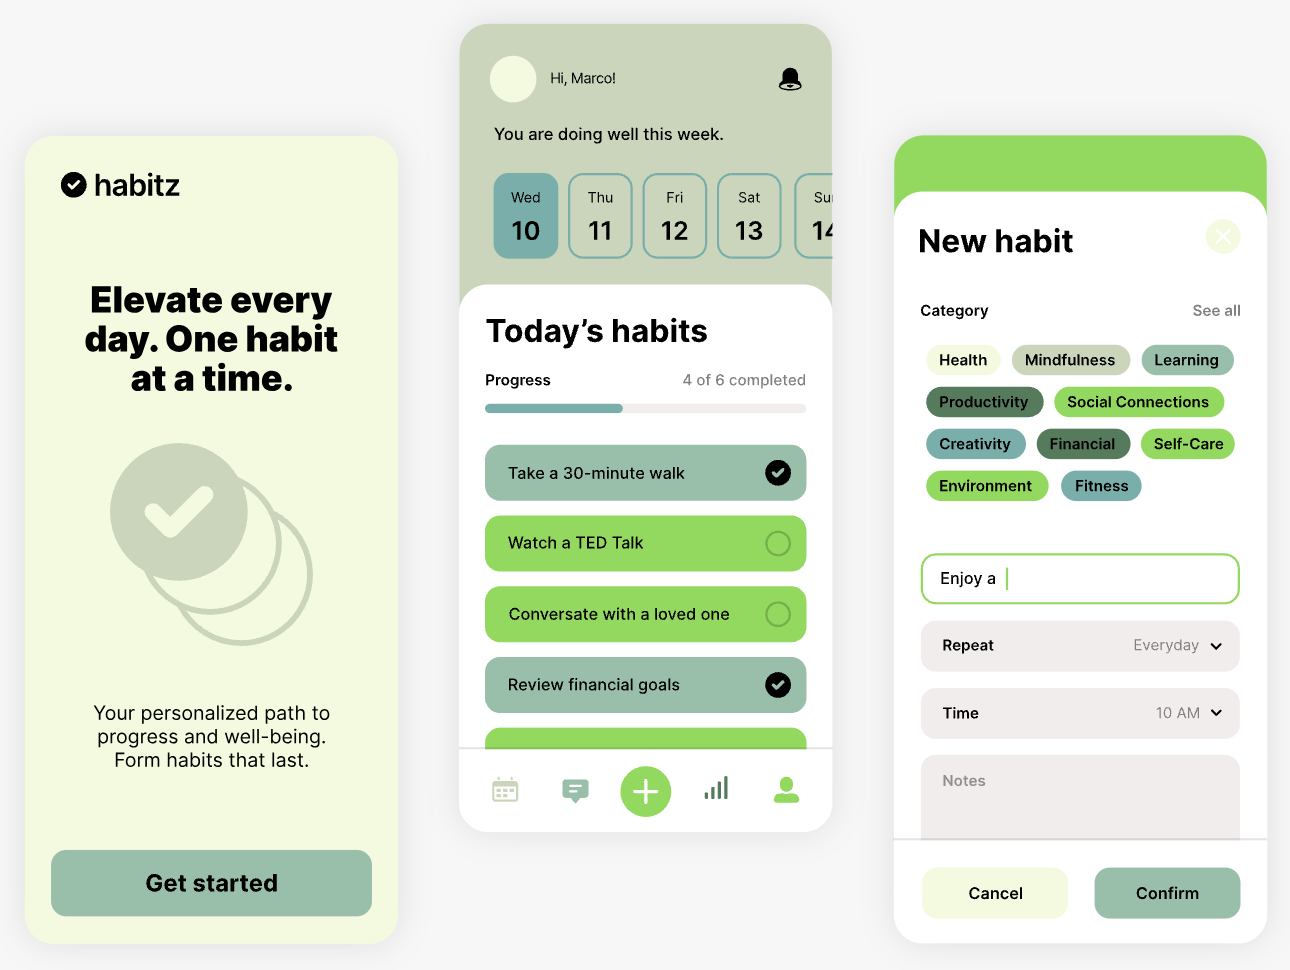 habitz
Elevate every
day. One habit
at a time.
Your personalized path to
progress and well-being.
Form habits that last.
Get started
Hi, Marco!
You are doing well this week.
Wed Thu Fri Sat Sun
10 11 12 13 14
Today’s habits
Progress 4 of 6 completed
Take a 30-minute walk
Watch a TED Talk
Conversate with a loved one
Review financial goals
New habit
Category See all
Health Mindfulness Learning
Productivity Social Connections
Creativity Financial Self-Care
Environment Fitness
Enjoy a
Repeat Everyday
Time 10 AM
Notes
Cancel Confirm